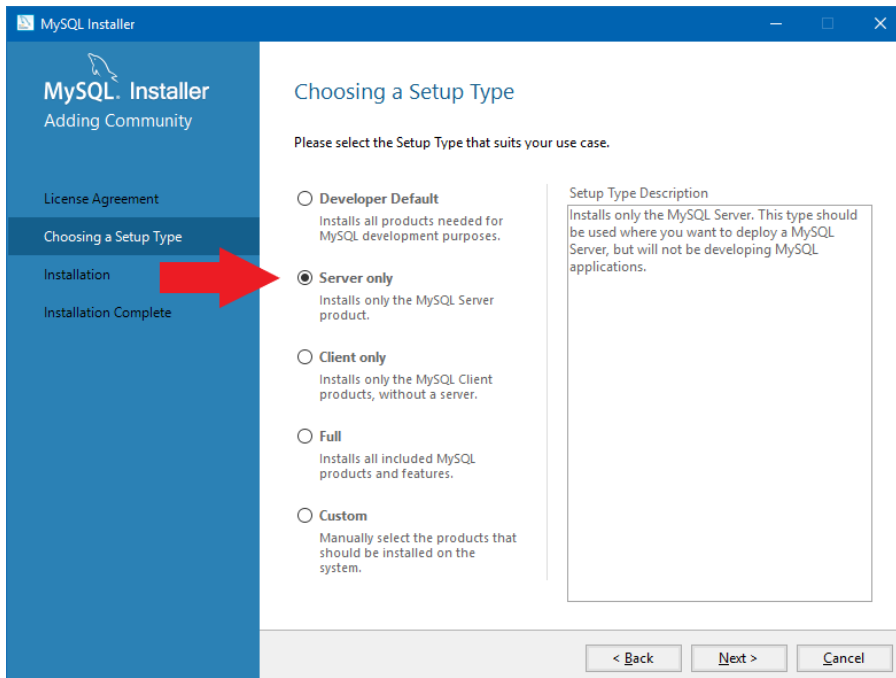 MySQL Installer
MySQL. Installer
Adding Community
License Agreement
Choosing a Setup Type
Installation
Installation Complete
Choosing a Setup Type
Please select the Setup Type that suits your use case.
Developer Default
Installs all products needed for
MySQL development purposes.
Server only
Installs only the MySQL Server
product.
Client only
Installs only the MySQL Client
products, without a server.
Full
Installs all included MySQL
products and features.
Custom
Manually select the products that
should be installed on the
system.
Setup Type Description
Installs only the MySQL Server. This type should
be used where you want to deploy a MySQL
Server, but will not be developing MySQL
applications.
< Back
Next >
Cancel